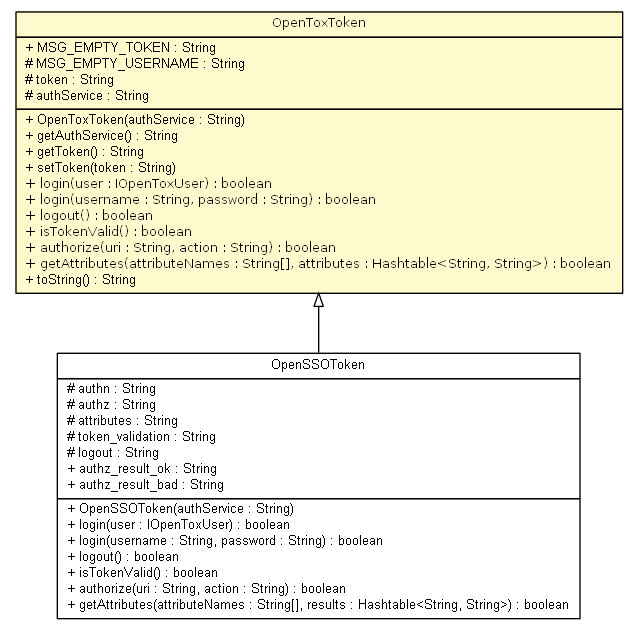 OpenToxToken
+ MSG_EMPTY_TOKEN : String
# MSG_EMPTY_USERNAME : String
# token : String
# authService : String
+ OpenToxToken(authService : String)
+ getAuthService() : String
+ getToken() : String
+ setToken(token : String)
+ login(user : IOpenToxUser) : boolean
+ login(username : String, password : String) : boolean
+ logout() : boolean
+ isTokenValid() : boolean
+ authorize(uri : String, action : String) : boolean
+ getAttributes(attributeNames : String[], attributes : Hashtable<String, String>) : boolean
+ toString() : String
OpenSSOToken
# authn : String
# authz : String
# attributes : String
# token_validation : String
# logout : String
+ authz_result_ok : String
+ authz_result_bad : String
+ OpenSSOToken(authService : String)
+ login(user : IOpenToxUser) : boolean
+ login(username : String, password : String) : boolean
+ logout() : boolean
+ isTokenValid() : boolean
+ authorize(uri : String, action : String) : boolean
+ getAttributes(attributeNames : String[], results : Hashtable<String, String>) : boolean